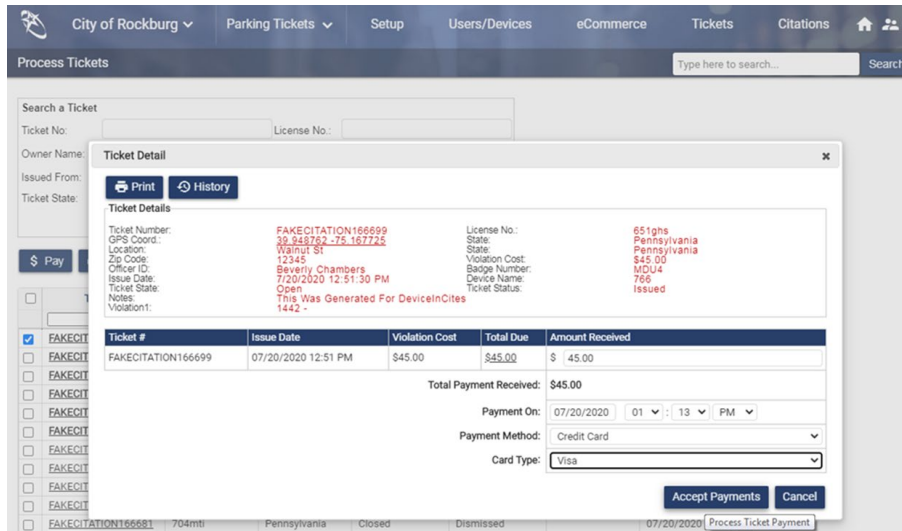 City of Rockburg Parking Tickets Setup Users/Devices eCommerce Tickets Citations
Process Tickets Type here to search... Search
Search a Ticket
Ticket No: License No.:
Owner Name:
Issued From:
Ticket State:
$ Pay
Ticket Detail
Print History
Ticket Details
Ticket Number: FAKECITATION166699 License No.: 651ghs
GPS Coord.: 39.948762 -75.167725 State: Pennsylvania
Location: Walnut St State: Pennsylvania
Zip Code: 12345 Violation Cost: $45.00
Officer ID: Beverly Chambers Badge Number: MDU4
Issue Date: 7/20/2020 12:51:30 PM Device Name: 766
Ticket State: Open Ticket Status: Issued
Notes: This Was Generated For DeviceInCites
Violation1: 1442 -
Ticket # Issue Date Violation Cost Total Due Amount Received
FAKECITATION166699 07/20/2020 12:51 PM $45.00 $45.00 $ 45.00
Total Payment Received: $45.00
Payment On: 07/20/2020 01 : 13 PM
Payment Method: Credit Card
Card Type: Visa
Accept Payments Cancel
Process Ticket Payment
FAKECIT
FAKECIT
FAKECIT
FAKECIT
FAKECIT
FAKECIT
FAKECIT
FAKECIT
FAKECIT
FAKECIT
FAKECITATION166681 704mti Pennsylvania Closed Dismissed 07/20/2020